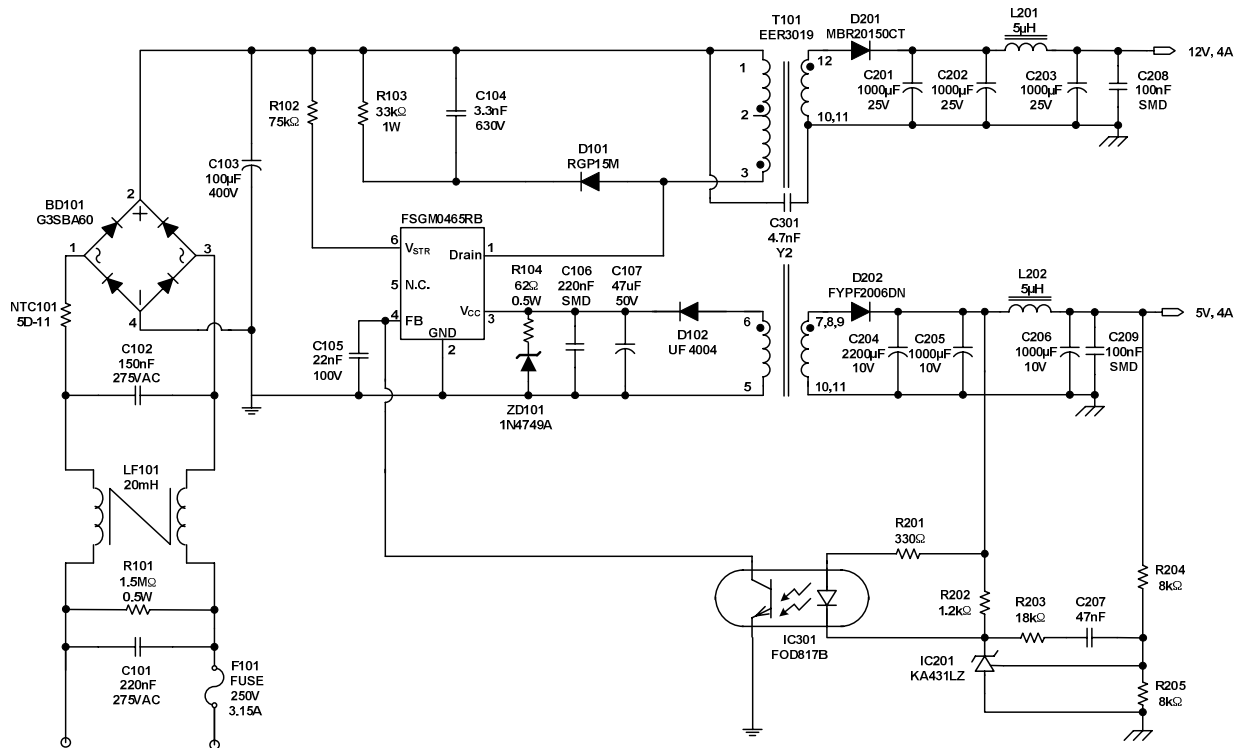 T101
EER3019
D201
MBR20150CT
L201
5μH
12V, 4A
C201
1000μF
25V
C202
1000μF
25V
C203
1000μF
25V
C208
100nF
SMD
1
2
3
12
10,11
R102
75kΩ
R103
33kΩ
1W
C104
3.3nF
630V
D101
RGP15M
C103
100μF
400V
BD101
G3SBA60
2
1
3
4
+
FSGM0465RB
6
VSTR
Drain
1
5
N.C.
4
FB
VCC
3
GND
2
C301
4.7nF
Y2
R104
62Ω
0.5W
C106
220nF
SMD
C107
47uF
50V
D102
UF 4004
6
5
7,8,9
10,11
D202
FYPF2006DN
L202
5μH
5V, 4A
C204
2200μF
10V
C205
1000μF
10V
C206
1000μF
10V
C209
100nF
SMD
NTC101
5D-11
C105
22nF
100V
ZD101
1N4749A
C102
150nF
275VAC
LF101
20mH
R101
1.5MΩ
0.5W
C101
220nF
275VAC
F101
FUSE
250V
3.15A
R201
330Ω
R202
1.2kΩ
R203
18kΩ
C207
47nF
R204
8kΩ
IC301
FOD817B
IC201
KA431LZ
R205
8kΩ